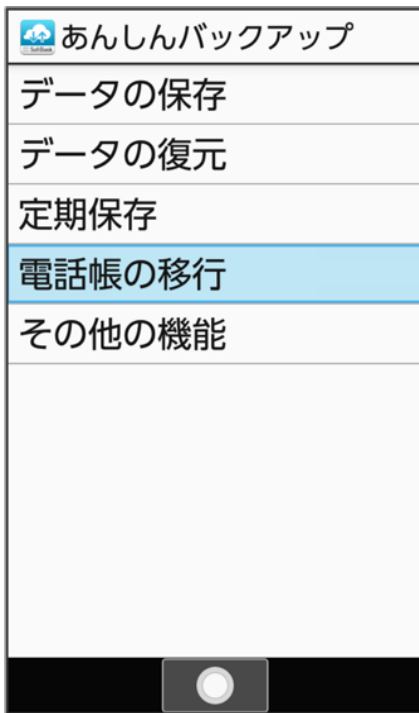 あんしんバックアップ
データの保存
データの復元
定期保存
電話帳の移行
その他の機能